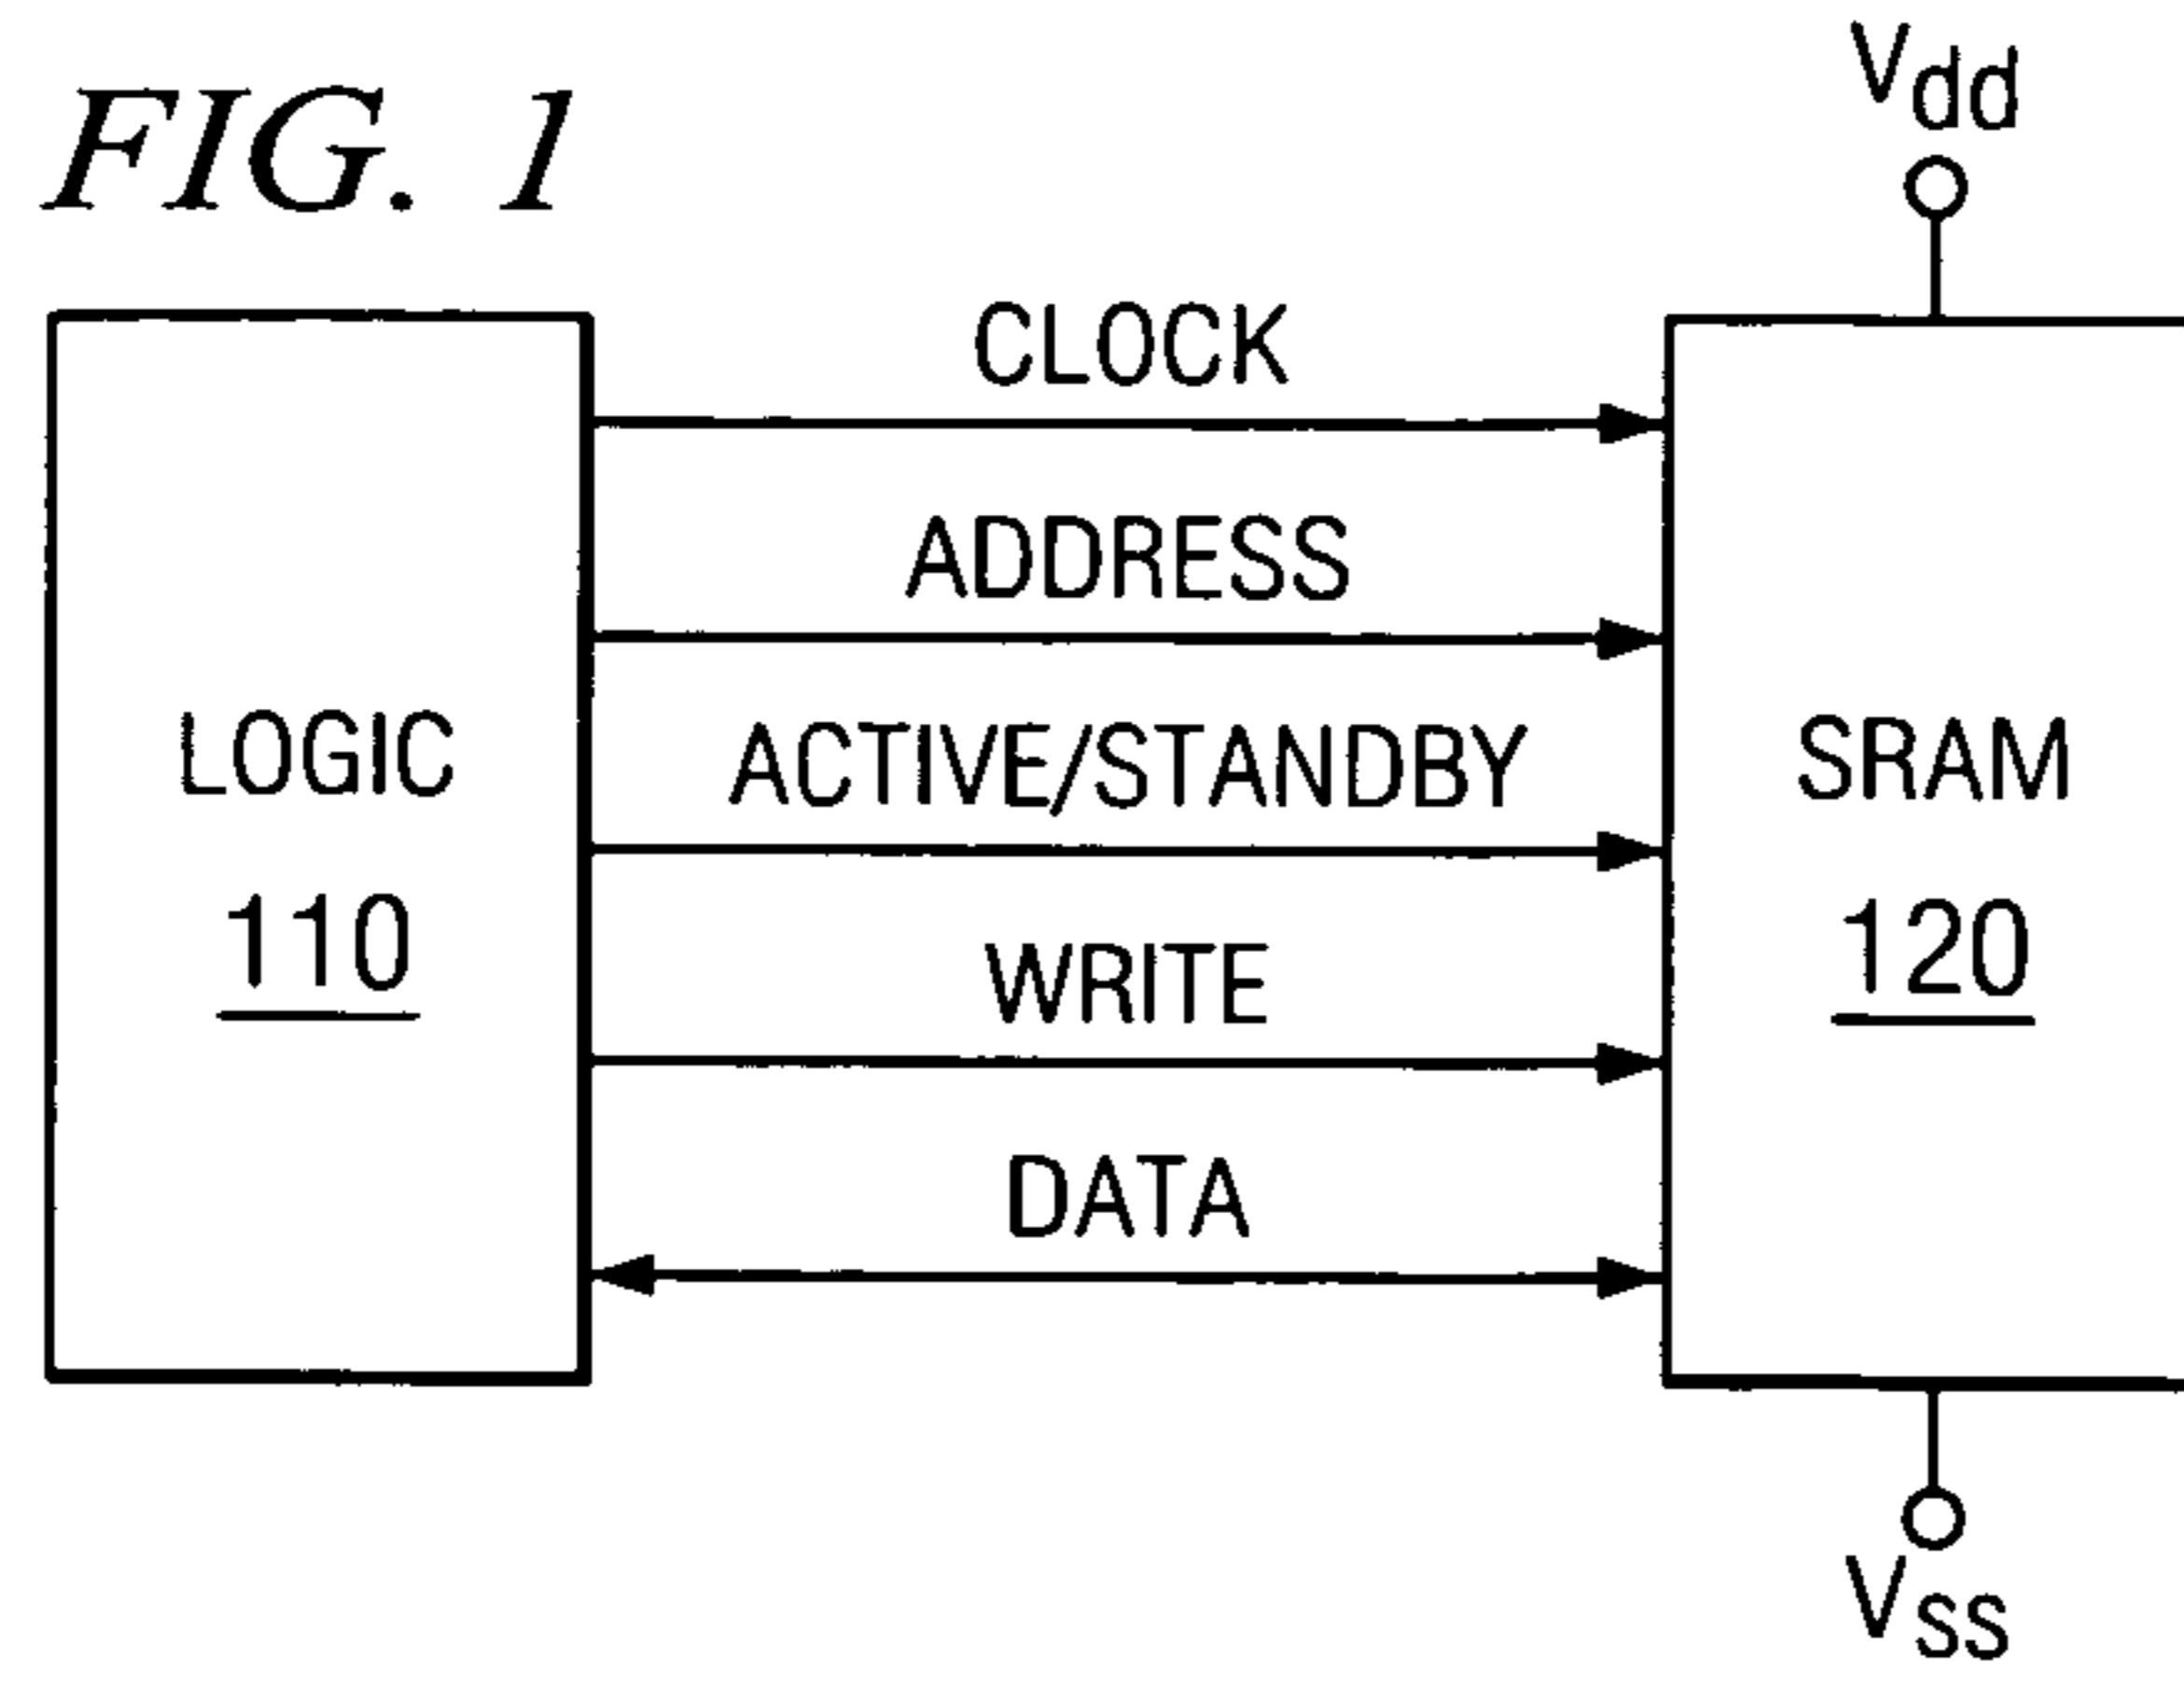 FIG. 1
Vdd
CLOCK
ADDRESS
ACTIVE/STANDBY
WRITE
DATA
LOGIC
110
SRAM
120
VSS